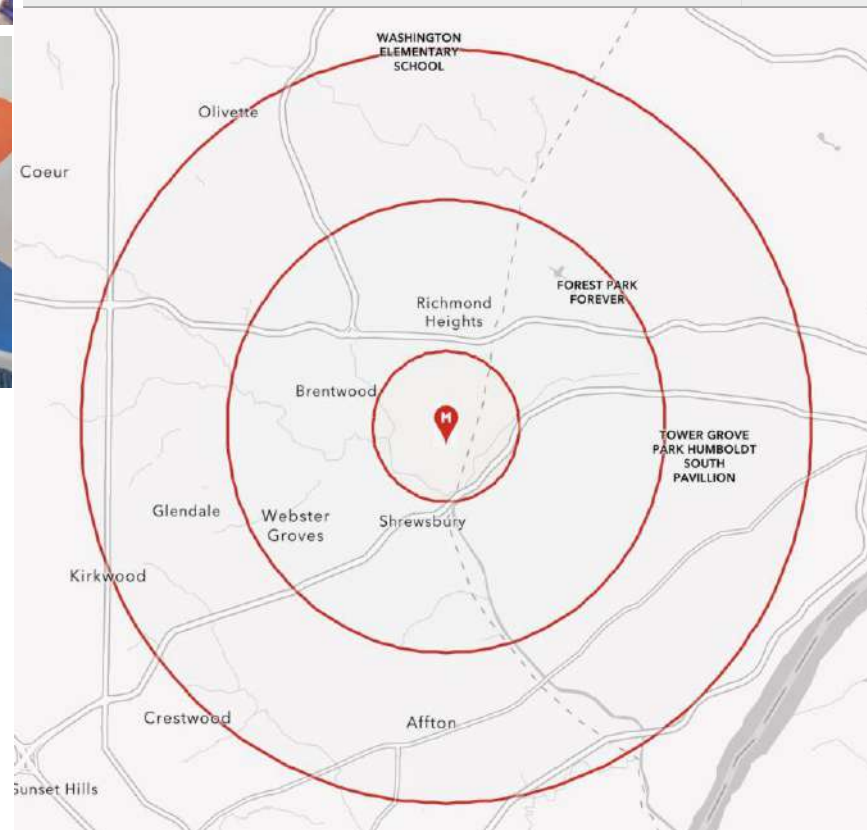 WASHINGTON
ELEMENTARY
SCHOOL
Olivette
Coeur
FOREST PARK
FOREVER
Richmond
Heights
Brentwood
M
TOWER GROVE
PARK HUMBOLDT
SOUTH
PAVILLION
Glendale
Webster
Groves
Shrewsbury
Kirkwood
Crestwood
Affton
Sunset Hills